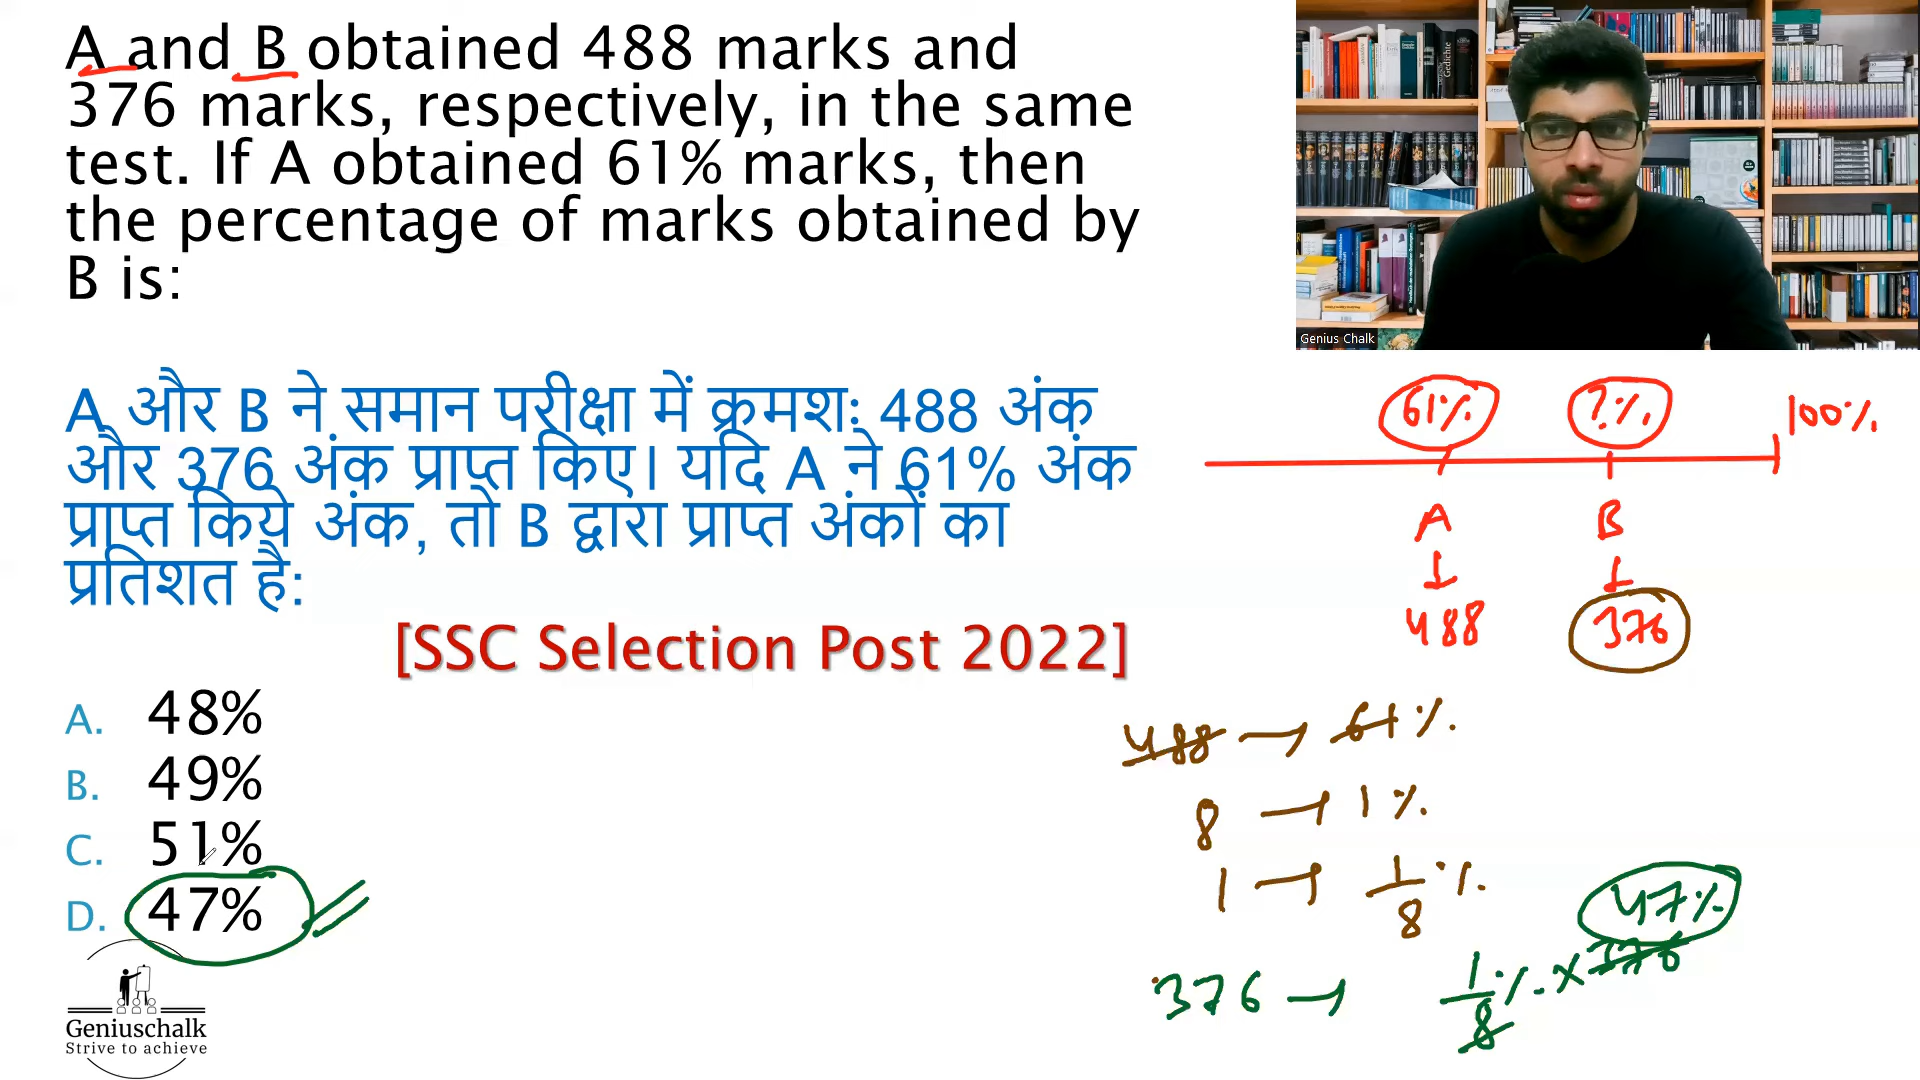 A and B obtained 488 marks and
376 marks, respectively, in the same
test. If A obtained 61% marks, then
the percentage of marks obtained by
B is:
A और B ने समान परीक्षा में क्रमशः 488 अंक
और 376 अंक प्राप्त किए। यदि A ने 61% अंक
प्राप्त किये अंक, तो B द्वारा प्राप्त अंकों का
प्रतिशत है:
[SSC Selection Post 2022]
A. 48%
B. 49%
C. 51%
D. 47%
Geniuschalk
Strive to achieve
Genius Chalk
61% ?% 100%
A B
488 376
488 → 61%
8 → 1%
1 → 1/8 %
47%
376 → 1/8 % × 376